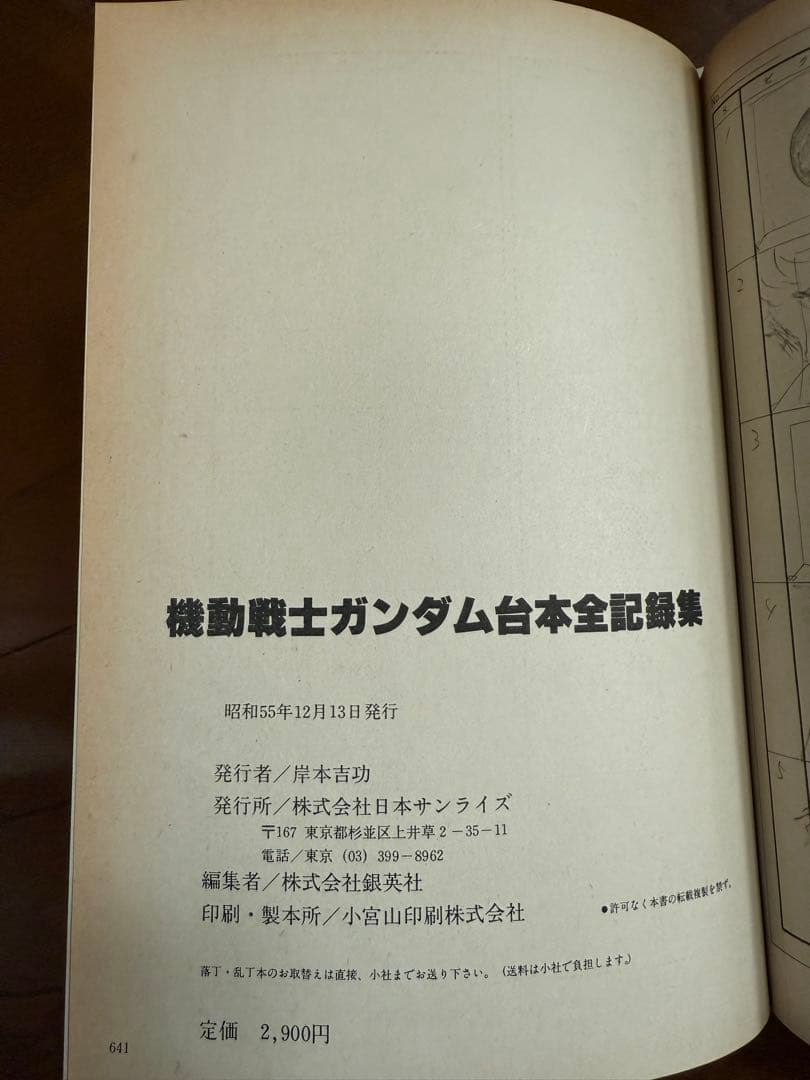 機動戦士ガンダム台本全記録集
昭和55年12月13日発行
発行者／岸本吉功
発行所／株式会社日本サンライズ
〒167 東京都杉並区上井草2－35－11
電話／東京 (03) 399－8962
編集者／株式会社銀英社
印刷・製本所／小宮山印刷株式会社
●許可なく本書の転載複製を禁ず。
落丁・乱丁本のお取替えは直接、小社までお送り下さい。(送料は小社で負担します。)
定価 2,900円
641
No.
S
1
2
3
4
5